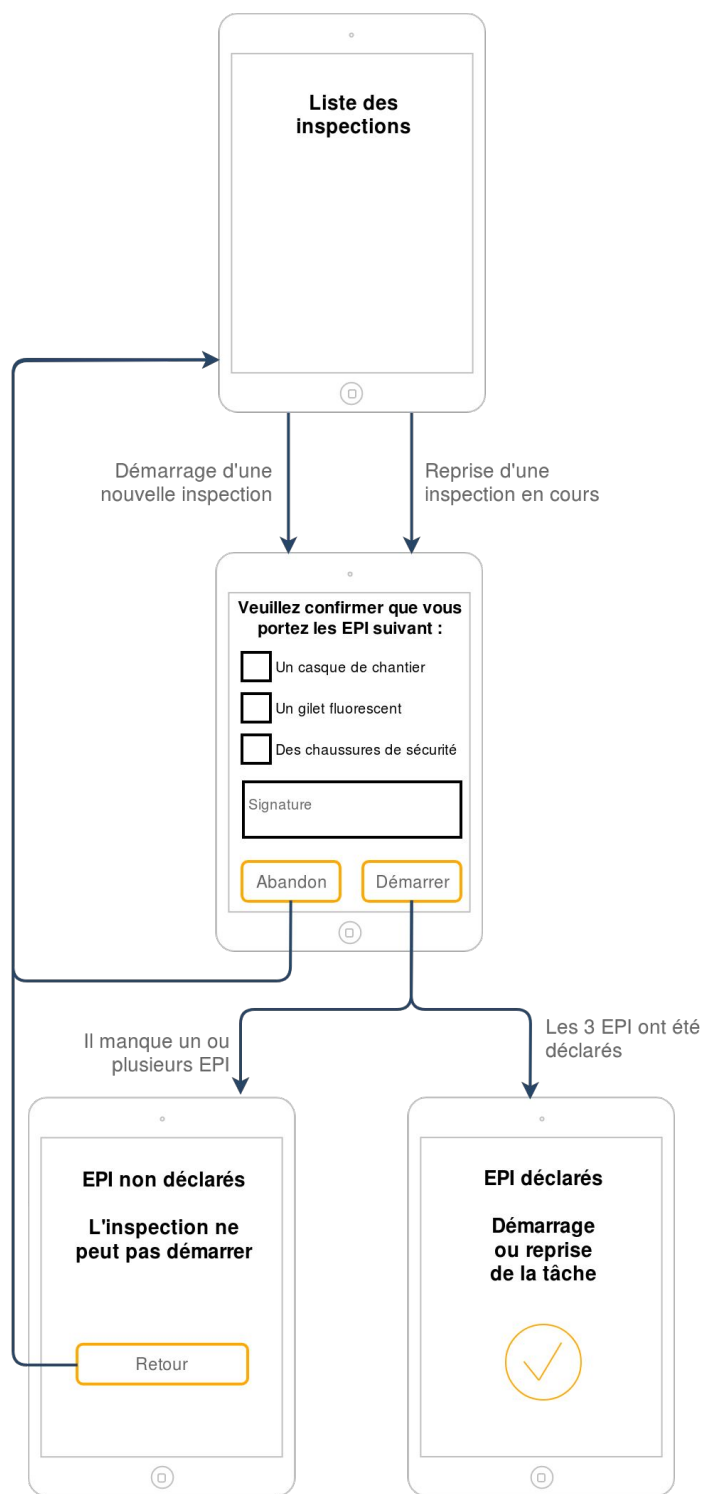 Liste des
inspections
Démarrage d'une
nouvelle inspection
Reprise d'une
inspection en cours
Veuillez confirmer que vous
portez les EPI suivant :
Un casque de chantier
Un gilet fluorescent
Des chaussures de sécurité
Signature
Abandon
Démarrer
Il manque un ou
plusieurs EPI
Les 3 EPI ont été
déclarés
EPI non déclarés
L'inspection ne
peut pas démarrer
Retour
EPI déclarés
Démarrage
ou reprise
de la tâche